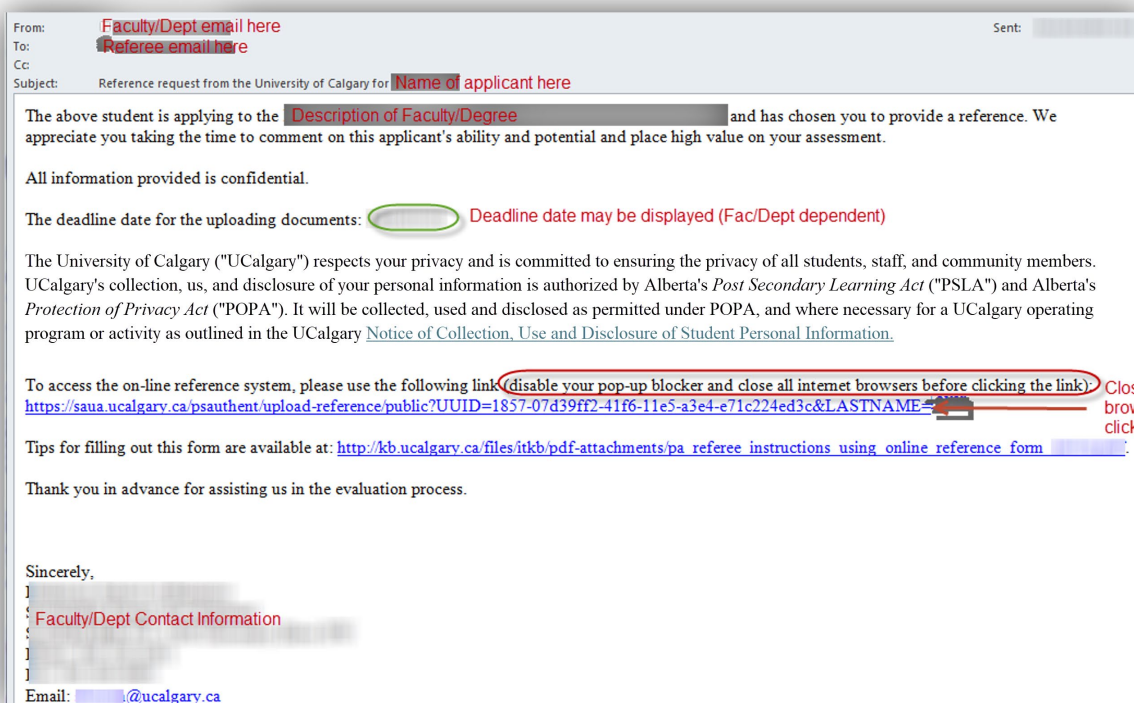 From: Faculty/Dept email here Sent:
To: Referee email here
Cc:
Subject: Reference request from the University of Calgary for Name of applicant here
The above student is applying to the Description of Faculty/Degree and has chosen you to provide a reference. We
appreciate you taking the time to comment on this applicant's ability and potential and place high value on your assessment.
All information provided is confidential.
The deadline date for the uploading documents: Deadline date may be displayed (Fac/Dept dependent)
The University of Calgary ("UCalgary") respects your privacy and is committed to ensuring the privacy of all students, staff, and community members.
UCalgary's collection, us, and disclosure of your personal information is authorized by Alberta's Post Secondary Learning Act ("PSLA") and Alberta's
Protection of Privacy Act ("POPA"). It will be collected, used and disclosed as permitted under POPA, and where necessary for a UCalgary operating
program or activity as outlined in the UCalgary Notice of Collection, Use and Disclosure of Student Personal Information.
To access the on-line reference system, please use the following link (disable your pop-up blocker and close all internet browsers before clicking the link): Clos
https://saua.ucalgary.ca/psauthent/upload-reference/public?UUID=1857-07d39ff2-41f6-11e5-a3e4-e71c224ed3c&LASTNAME= brow
click
Tips for filling out this form are available at: http://kb.ucalgary.ca/files/itkb/pdf-attachments/pa_referee_instructions_using_online_reference_form_ .
Thank you in advance for assisting us in the evaluation process.
Sincerely,
Faculty/Dept Contact Information
Email: @ucalgary.ca